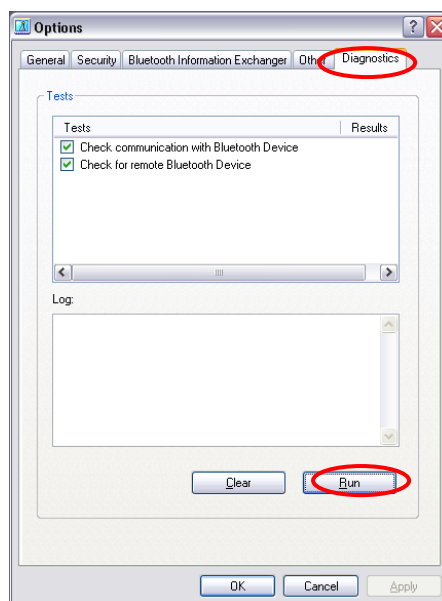 Options
General Security Bluetooth Information Exchanger Other Diagnostics
Tests
Tests Results
Check communication with Bluetooth Device
Check for remote Bluetooth Device
Log:
Clear Run
OK Cancel Apply